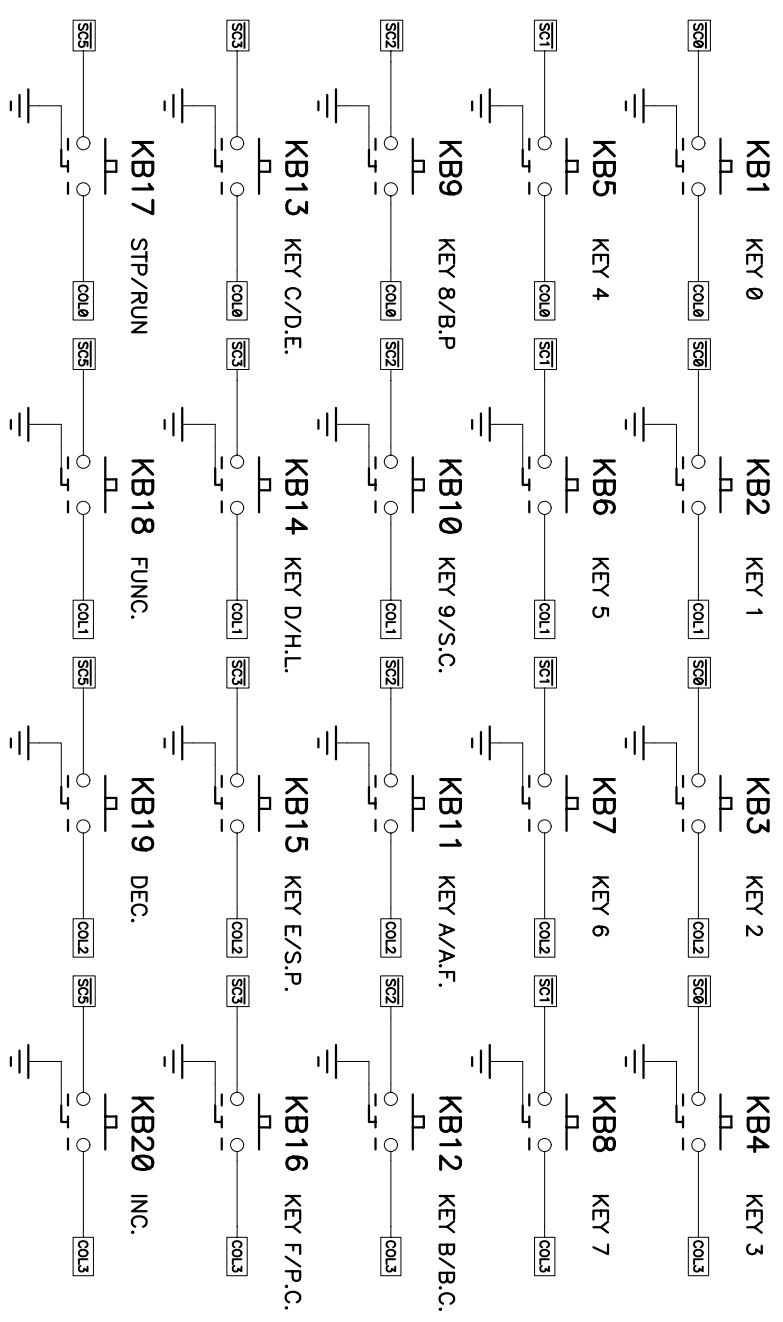 KB1 KEY 0
SC0 COL0
KB2 KEY 1
SC0 COL1
KB3 KEY 2
SC0 COL2
KB4 KEY 3
SC0 COL3
KB5 KEY 4
SC1 COL0
KB6 KEY 5
SC1 COL1
KB7 KEY 6
SC1 COL2
KB8 KEY 7
SC1 COL3
KB9 KEY 8/B.P
SC2 COL0
KB10 KEY 9/S.C.
SC2 COL1
KB11 KEY A/A.F.
SC2 COL2
KB12 KEY B/B.C.
SC2 COL3
KB13 KEY C/D.E.
SC3 COL0
KB14 KEY D/H.L.
SC3 COL1
KB15 KEY E/S.P.
SC3 COL2
KB16 KEY F/P.C.
SC3 COL3
KB17 STP/RUN
SC5 COL0
KB18 FUNC.
SC5 COL1
KB19 DEC.
SC5 COL2
KB20 INC.
SC5 COL3